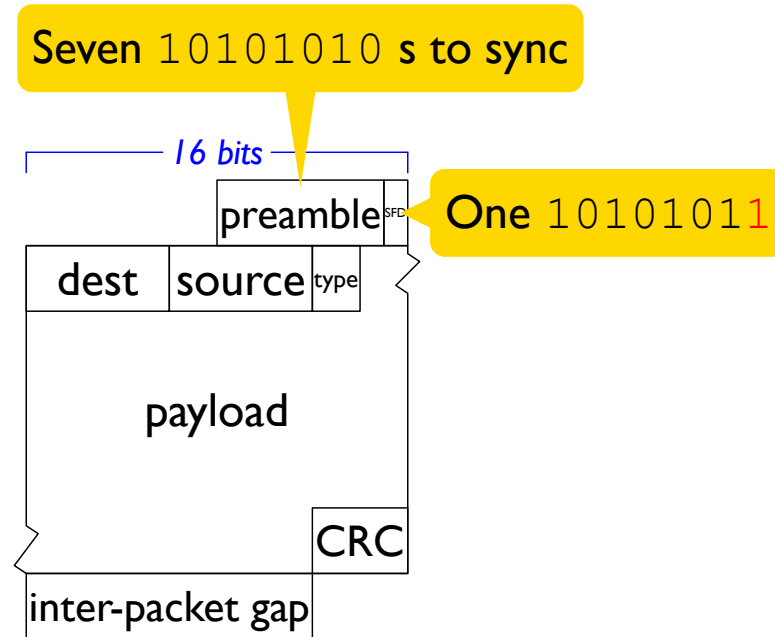 Seven 10101010 s to sync
16 bits
preamble SFD One 10101011
dest source type
payload
CRC
inter-packet gap